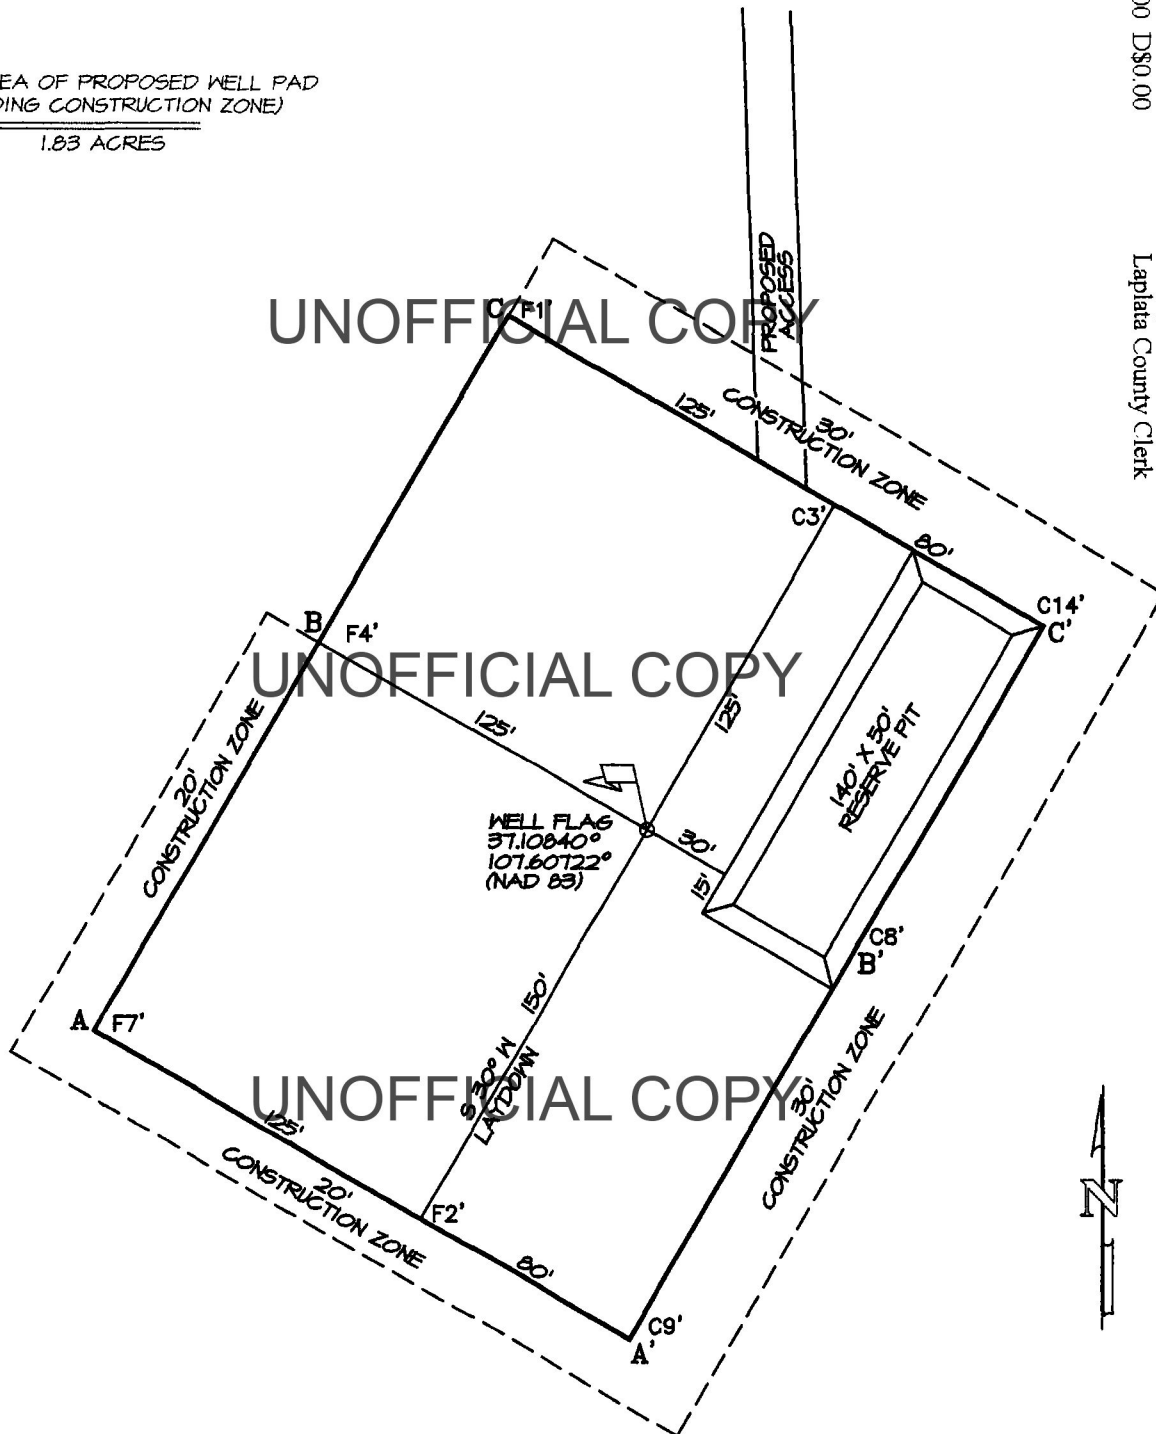 00 D$0.00
Laplata County Clerk
EA OF PROPOSED WELL PAD
DING CONSTRUCTION ZONE)
1.83 ACRES
PROPOSED
ACCESS
UNOFFICIAL COPY
C F1'
125'
30'
CONSTRUCTION ZONE
C3'
80'
C14'
C'
B F4'
UNOFFICIAL COPY
125'
125'
140' X 50'
RESERVE PIT
20'
CONSTRUCTION ZONE
WELL FLAG
37.10840°
107.60722°
(NAD 83)
30'
15'
C8'
B'
150'
S 30° W
LAYDOWN
A F7'
UNOFFICIAL COPY
30'
CONSTRUCTION ZONE
125'
20'
CONSTRUCTION ZONE
F2'
80'
C9'
A'
N